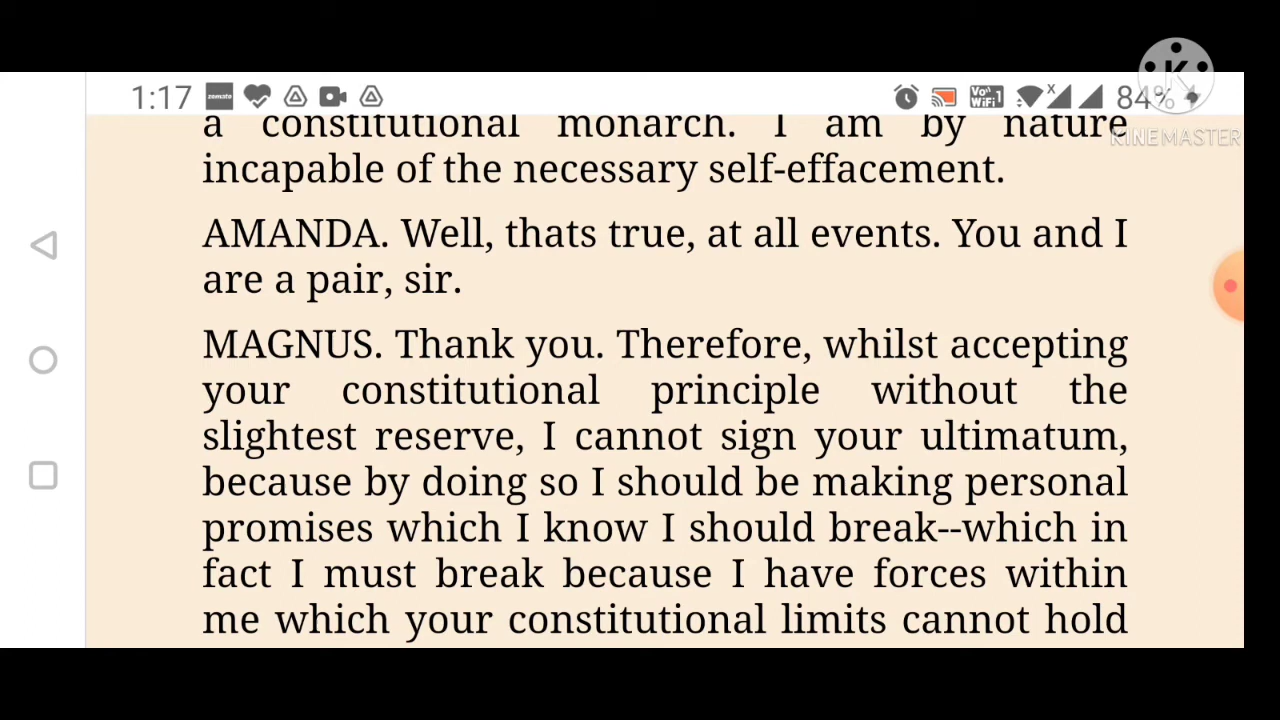 1:17 zomato VoWiFi1 x 84%
KINEMASTER
a constitutional monarch. I am by nature
incapable of the necessary self-effacement.
AMANDA. Well, thats true, at all events. You and I
are a pair, sir.
MAGNUS. Thank you. Therefore, whilst accepting
your constitutional principle without the
slightest reserve, I cannot sign your ultimatum,
because by doing so I should be making personal
promises which I know I should break--which in
fact I must break because I have forces within
me which your constitutional limits cannot hold